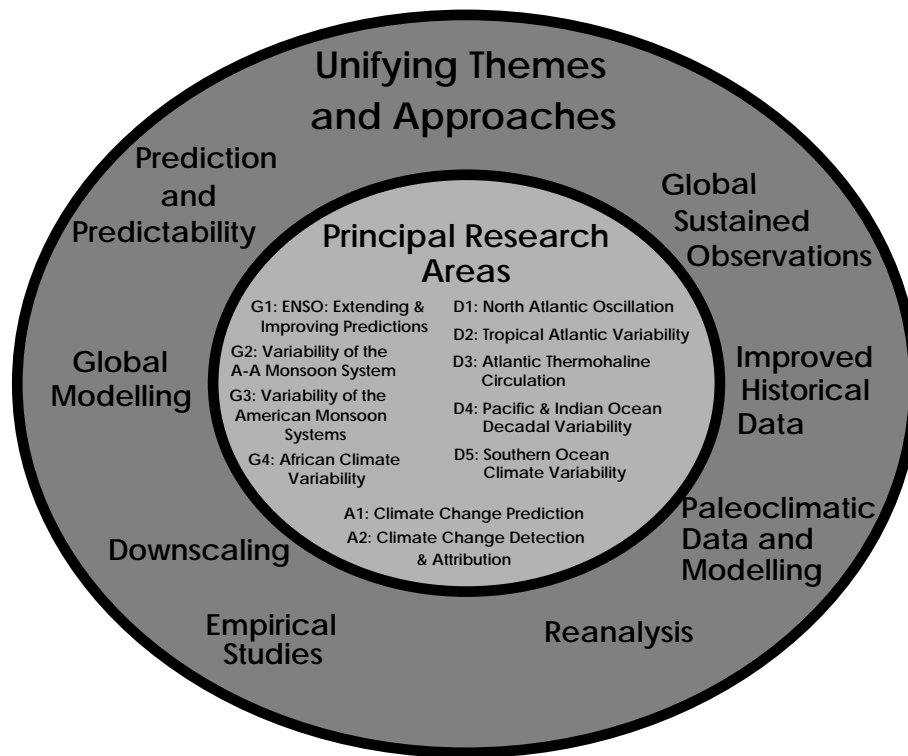 Unifying Themes
and Approaches
Prediction
and
Predictability
Global
Sustained
Observations
Global
Modelling
Improved
Historical
Data
Downscaling
Paleoclimatic
Data and
Modelling
Empirical
Studies
Reanalysis
Principal Research
Areas
G1: ENSO: Extending &
Improving Predictions
G2: Variability of the
A-A Monsoon System
G3: Variability of the
American Monsoon
Systems
G4: African Climate
Variability
D1: North Atlantic Oscillation
D2: Tropical Atlantic Variability
D3: Atlantic Thermohaline
Circulation
D4: Pacific & Indian Ocean
Decadal Variability
D5: Southern Ocean
Climate Variability
A1: Climate Change Prediction
A2: Climate Change Detection
& Attribution